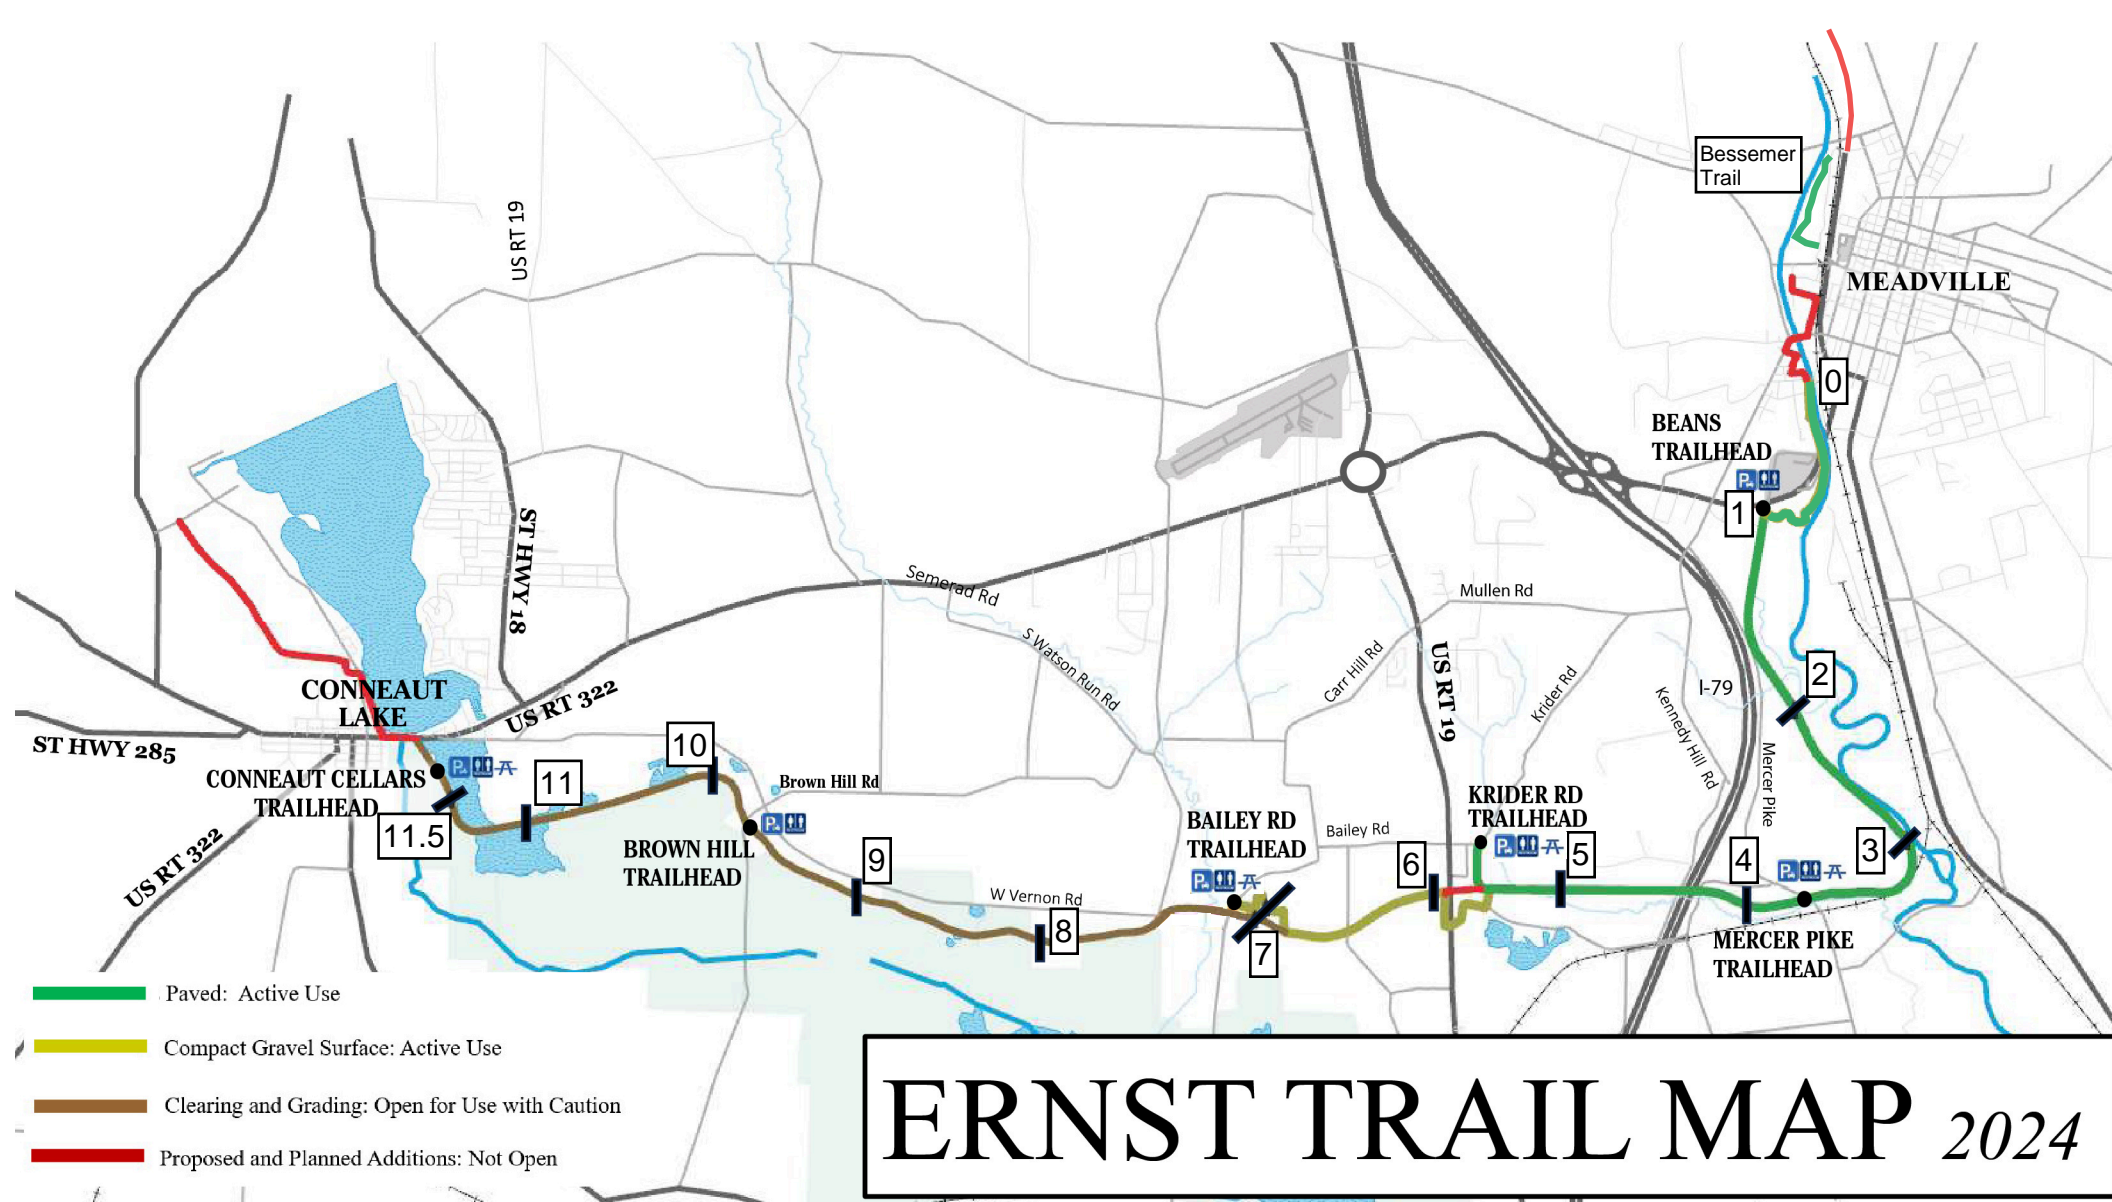 Bessemer
Trail
US RT 19
MEADVILLE
0
BEANS
TRAILHEAD
P
1
ST HWY 18
Semerad Rd
Mullen Rd
S Watson Run Rd
Carr Hill Rd
US RT 19
Krider Rd
Kennedy Hill Rd
I-79
2
Mercer Pike
CONNEAUT
LAKE
US RT 322
ST HWY 285
10
CONNEAUT CELLARS
TRAILHEAD
P
11
Brown Hill Rd
11.5
US RT 322
BROWN HILL
TRAILHEAD
P
9
W Vernon Rd
8
BAILEY RD
TRAILHEAD
P
7
Bailey Rd
6
KRIDER RD
TRAILHEAD
P
5
4
P
3
MERCER PIKE
TRAILHEAD
Paved: Active Use
Compact Gravel Surface: Active Use
Clearing and Grading: Open for Use with Caution
Proposed and Planned Additions: Not Open
ERNST TRAIL MAP 2024